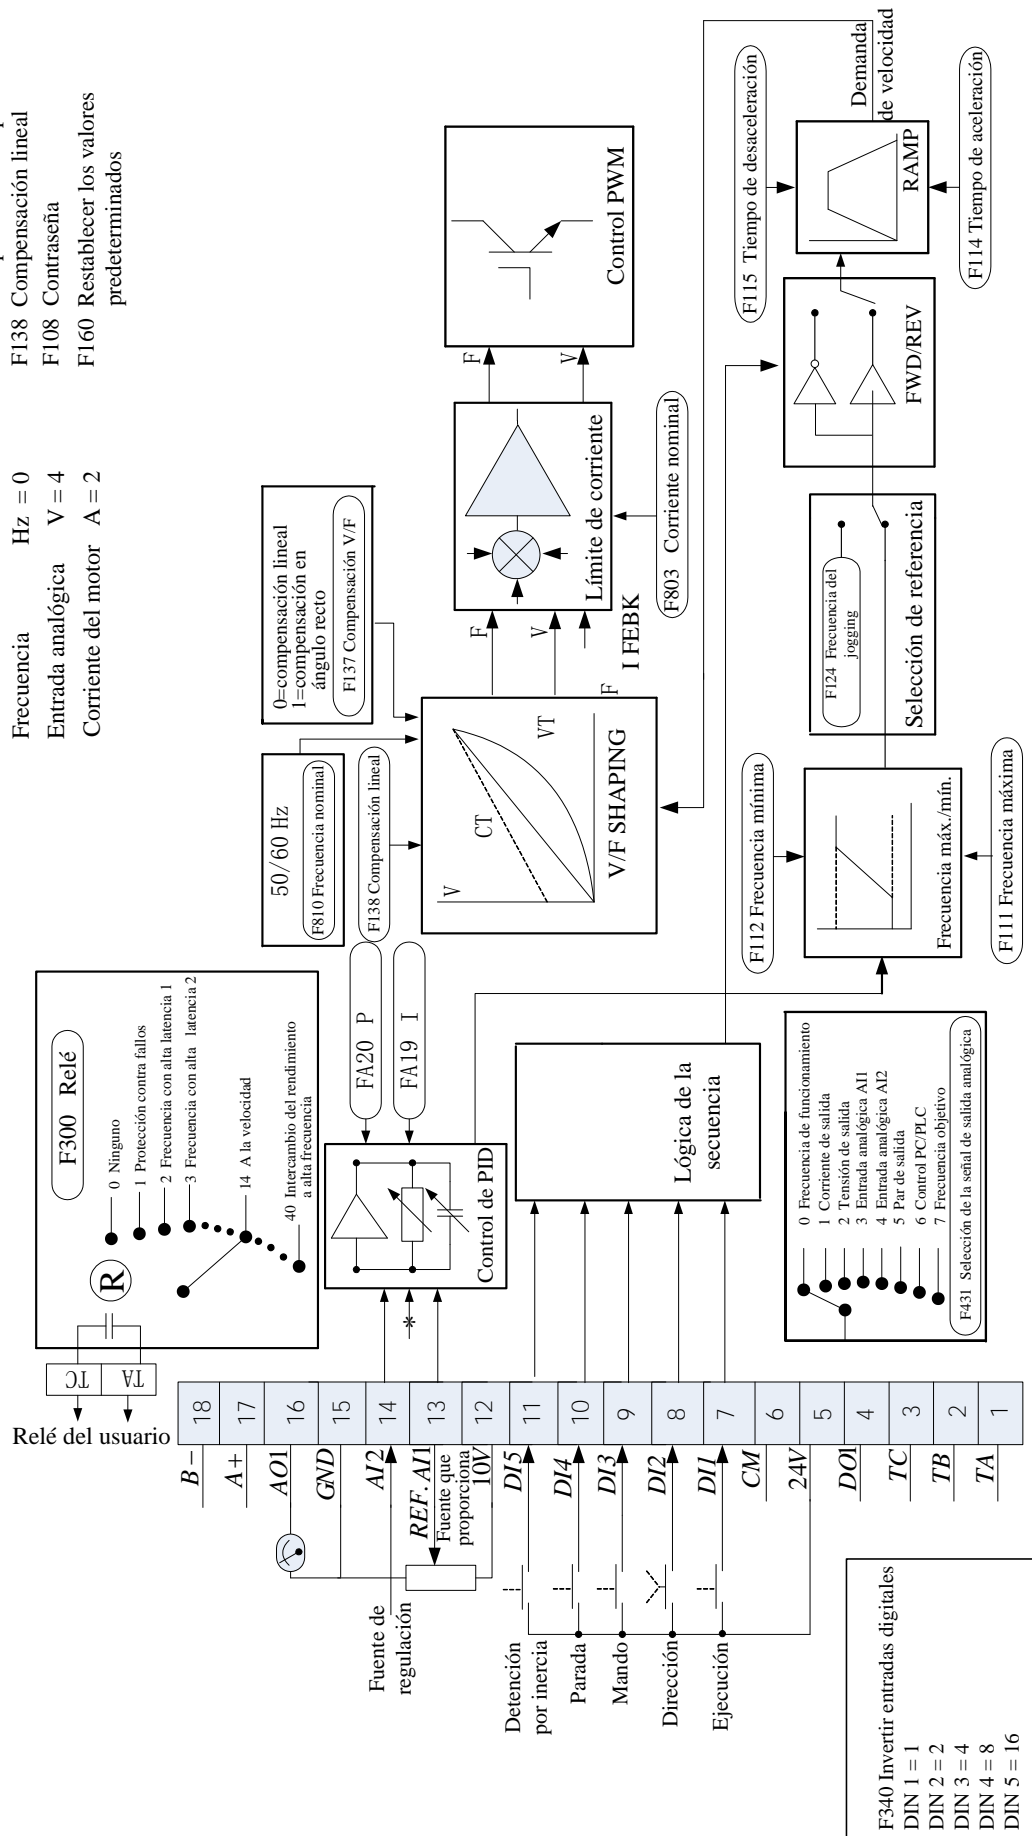 Frecuencia Hz = 0
Entrada analógica V = 4
Corriente del motor A = 2
F138 Compensación lineal
F108 Contraseña
F160 Restablecer los valores
predeterminados
F300 Relé
0 Ninguno
1 Protección contra fallos
2 Frecuencia con alta latencia 1
3 Frecuencia con alta latencia 2
14 A la velocidad
40 Intercambio del rendimiento
a alta frecuencia
R
TC
TA
Relé del usuario
50/60 Hz
F810 Frecuencia nominal
F138 Compensación lineal
0=compensación lineal
1=compensación en
ángulo recto
F137 Compensación V/F
FA20 P
FA19 I
Control de PID
*
V
CT
VT
F
V/F SHAPING
F
V
I FEBK
Límite de corriente
F803 Corriente nominal
F
V
Control PWM
Lógica de la
secuencia
F112 Frecuencia mínima
Frecuencia máx./mín.
F111 Frecuencia máxima
F124 Frecuencia del
jogging
Selección de referencia
FWD/REV
F115 Tiempo de desaceleración
RAMP
F114 Tiempo de aceleración
Demanda
de velocidad
0 Frecuencia de funcionamiento
1 Corriente de salida
2 Tensión de salida
3 Entrada analógica AI1
4 Entrada analógica AI2
5 Par de salida
6 Control PC/PLC
7 Frecuencia objetivo
F431 Selección de la señal de salida analógica
B − 18
A+ 17
AO1 16
GND 15
AI2 14
REF. AI1 13
Fuente que
proporciona
10V 12
DI5 11
DI4 10
DI3 9
DI2 8
DI1 7
CM 6
24V 5
DO1 4
TC 3
TB 2
TA 1
Fuente de
regulación
Detención
por inercia
Parada
Mando
Dirección
Ejecución
F340 Invertir entradas digitales
DIN 1 = 1
DIN 2 = 2
DIN 3 = 4
DIN 4 = 8
DIN 5 = 16